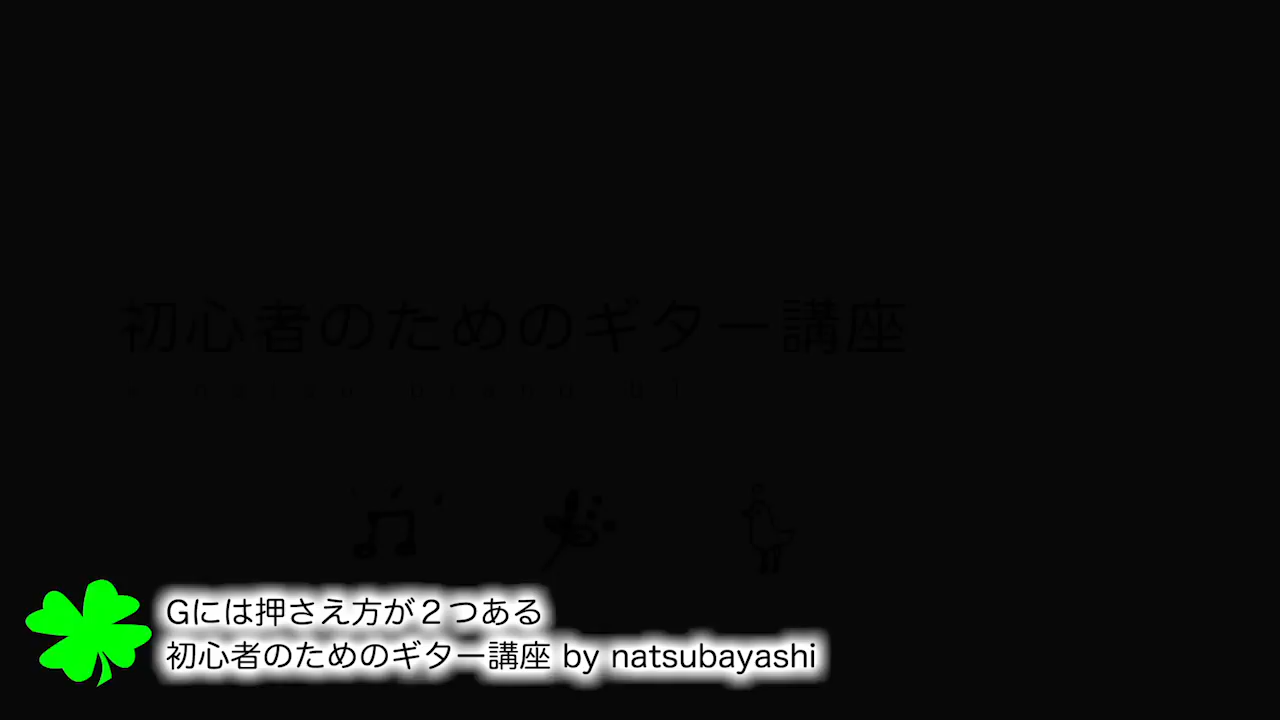 初心者のためのギター講座
Gには押さえ方が２つある
初心者のためのギター講座 by natsubayashi